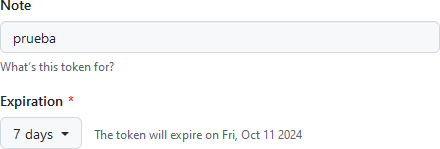 Note
prueba
What's this token for?
Expiration *
7 days The token will expire on Fri, Oct 11 2024